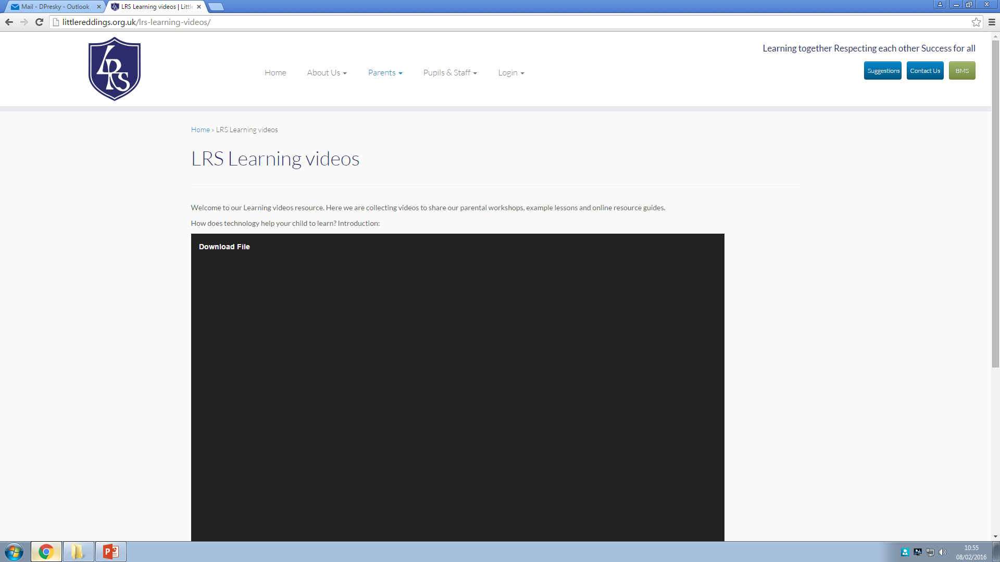 Mail - DPresky - Outlook
LRS Learning videos | Littl
littlereddings.org.uk/lrs-learning-videos/
LRS
Learning together Respecting each other Success for all
Home
About Us
Parents
Pupils & Staff
Login
Suggestions
Contact Us
BMS
Home » LRS Learning videos
LRS Learning videos
Welcome to our Learning videos resource. Here we are collecting videos to share our parental workshops, example lessons and online resource guides.
How does technology help your child to learn? Introduction:
Download File
10:55
08/02/2016